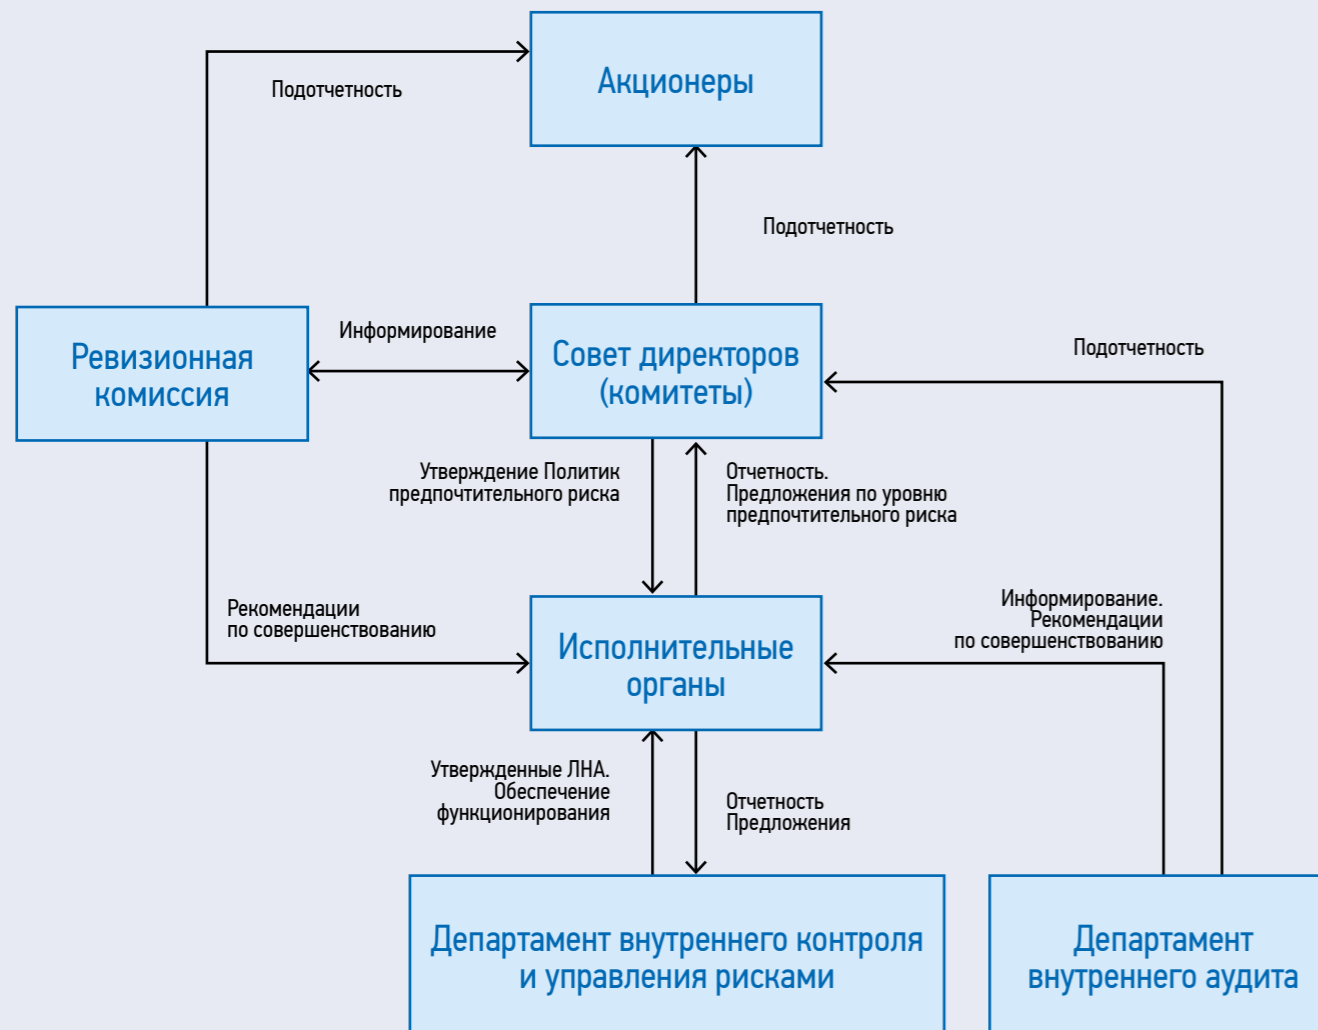 Акционеры
Подотчетность
Подотчетность
Ревизионная
комиссия
Информирование
Совет директоров
(комитеты)
Подотчетность
Утверждение Политик
предпочтительного риска
Отчетность.
Предложения по уровню
предпочтительного риска
Рекомендации
по совершенствованию
Исполнительные
органы
Информирование.
Рекомендации
по совершенствованию
Утвержденные ЛНА.
Обеспечение
функционирования
Отчетность
Предложения
Департамент внутреннего контроля
и управления рисками
Департамент
внутреннего аудита